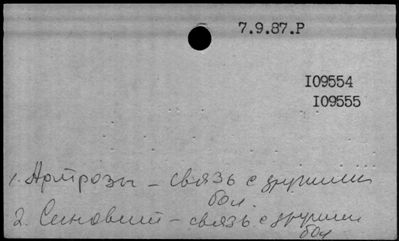 7.9.87.P
I09554
I09555
1. Артрозы – связь с другими
бол.
2. Синовит – связь с другими
бол